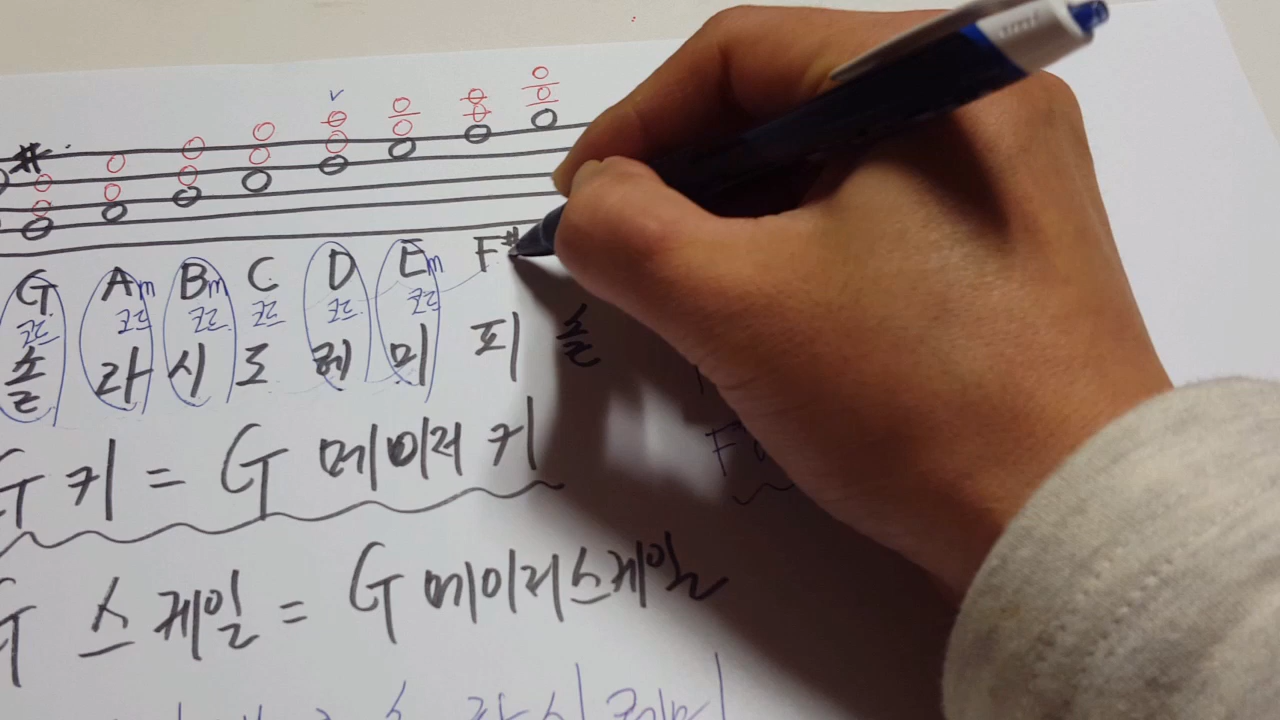 #
v
G Am Bm C D Em F#
코드 코드 코드 코드 코드 코드
솔 라 시 도 레 미 피 솔
G 키 = G 메이저 키
G 스케일 = G 메이저스케일